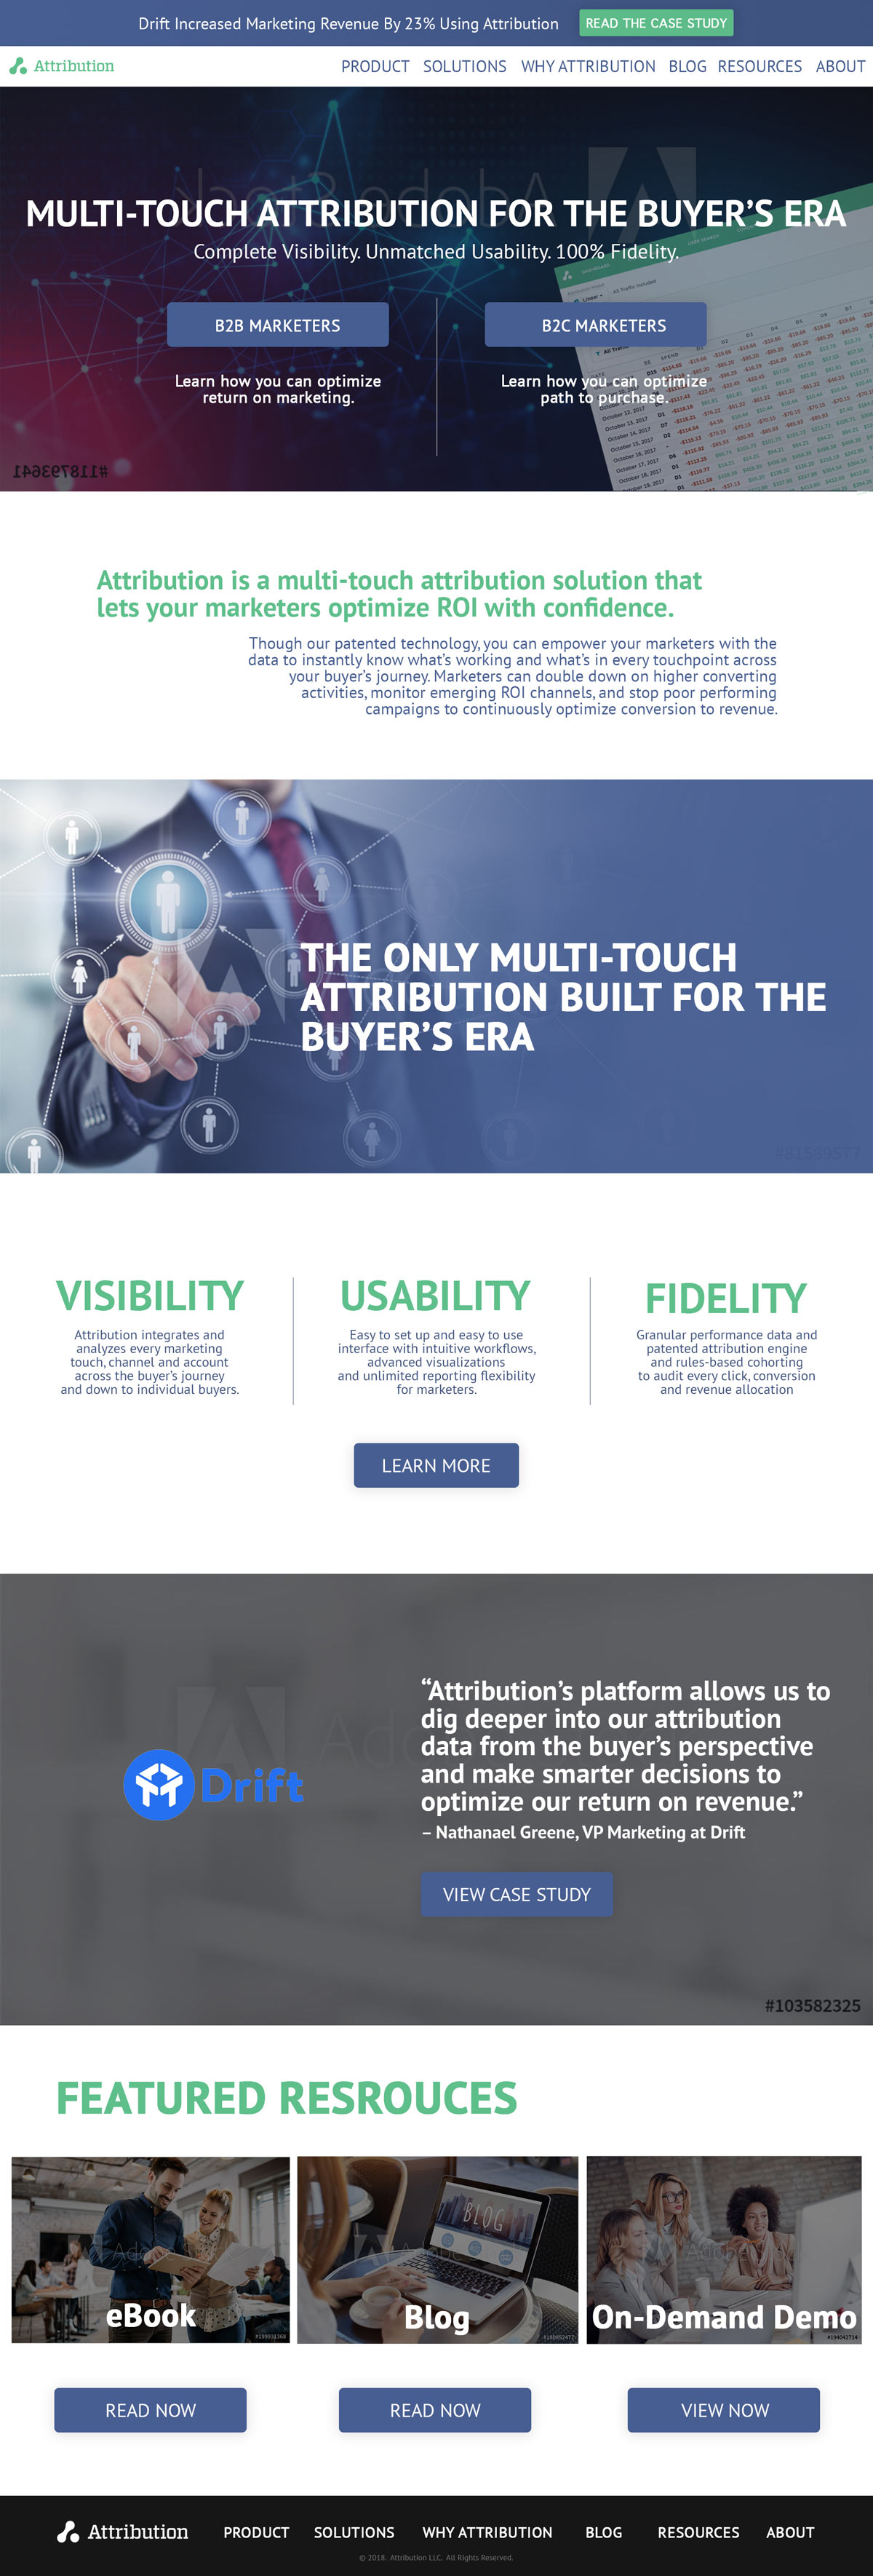 Drift Increased Marketing Revenue By 23% Using Attribution
READ THE CASE STUDY
Attribution
PRODUCT SOLUTIONS WHY ATTRIBUTION BLOG RESOURCES ABOUT
MULTI-TOUCH ATTRIBUTION FOR THE BUYER'S ERA
Complete Visibility. Unmatched Usability. 100% Fidelity.
B2B MARKETERS
Learn how you can optimize
return on marketing.
B2C MARKETERS
Learn how you can optimize
path to purchase.
#118793641
Attribution is a multi-touch attribution solution that
lets your marketers optimize ROI with confidence.
Though our patented technology, you can empower your marketers with the
data to instantly know what's working and what's in every touchpoint across
your buyer's journey. Marketers can double down on higher converting
activities, monitor emerging ROI channels, and stop poor performing
campaigns to continuously optimize conversion to revenue.
THE ONLY MULTI-TOUCH
ATTRIBUTION BUILT FOR THE
BUYER'S ERA
VISIBILITY
Attribution integrates and
analyzes every marketing
touch, channel and account
across the buyer's journey
and down to individual buyers.
USABILITY
Easy to set up and easy to use
interface with intuitive workflows,
advanced visualizations
and unlimited reporting flexibility
for marketers.
FIDELITY
Granular performance data and
patented attribution engine
and rules-based cohorting
to audit every click, conversion
and revenue allocation
LEARN MORE
Drift
“Attribution's platform allows us to
dig deeper into our attribution
data from the buyer's perspective
and make smarter decisions to
optimize our return on revenue.”
– Nathanael Greene, VP Marketing at Drift
VIEW CASE STUDY
#103582325
FEATURED RESROUCES
eBook
BLOG
Blog
On-Demand Demo
READ NOW
READ NOW
VIEW NOW
Attribution
PRODUCT SOLUTIONS WHY ATTRIBUTION BLOG RESOURCES ABOUT
© 2018. Attribution LLC. All Rights Reserved.